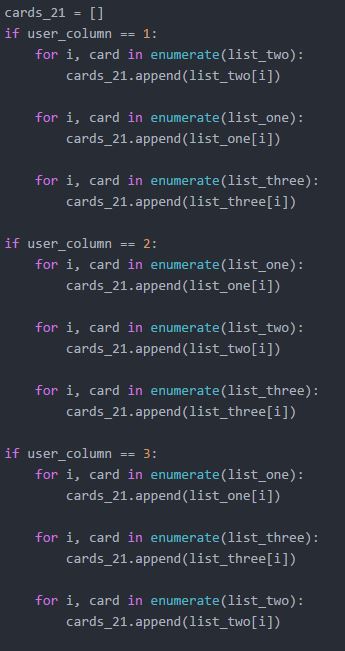 cards_21 = []
if user_column == 1:
    for i, card in enumerate(list_two):
        cards_21.append(list_two[i])

    for i, card in enumerate(list_one):
        cards_21.append(list_one[i])

    for i, card in enumerate(list_three):
        cards_21.append(list_three[i])

if user_column == 2:
    for i, card in enumerate(list_one):
        cards_21.append(list_one[i])

    for i, card in enumerate(list_two):
        cards_21.append(list_two[i])

    for i, card in enumerate(list_three):
        cards_21.append(list_three[i])

if user_column == 3:
    for i, card in enumerate(list_one):
        cards_21.append(list_one[i])

    for i, card in enumerate(list_three):
        cards_21.append(list_three[i])

    for i, card in enumerate(list_two):
        cards_21.append(list_two[i])